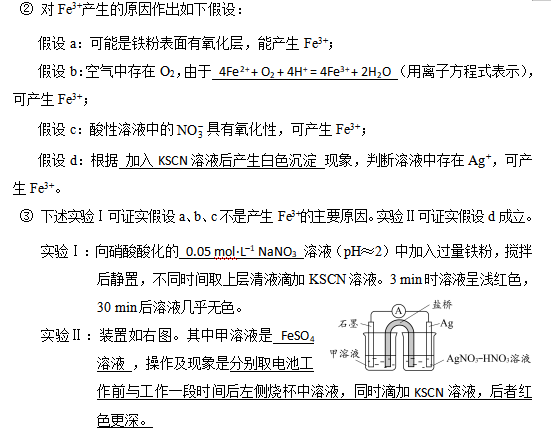 ② 对 Fe³⁺产生的原因作出如下假设：
假设 a：可能是铁粉表面有氧化层，能产生 Fe³⁺；
假设 b：空气中存在 O₂，由于 4Fe²⁺ + O₂ + 4H⁺ = 4Fe³⁺ + 2H₂O （用离子方程式表示），
可产生 Fe³⁺；
假设 c：酸性溶液中的 NO₃⁻ 具有氧化性，可产生 Fe³⁺；
假设 d：根据 加入 KSCN 溶液后产生白色沉淀 现象，判断溶液中存在 Ag⁺，可产
生 Fe³⁺。
③ 下述实验Ⅰ可证实假设 a、b、c 不是产生 Fe³⁺的主要原因。实验Ⅱ可证实假设 d 成立。
实验Ⅰ：向硝酸酸化的 0.05 mol·L⁻¹ NaNO₃ 溶液（pH≈2）中加入过量铁粉，搅拌
后静置，不同时间取上层清液滴加 KSCN 溶液。3 min 时溶液呈浅红色，
30 min 后溶液几乎无色。
实验Ⅱ：装置如右图。其中甲溶液是 FeSO₄
溶液 ，操作及现象是分别取电池工
作前与工作一段时间后左侧烧杯中溶液，同时滴加 KSCN 溶液，后者红
色更深。
A
盐桥
石墨
Ag
甲溶液
AgNO₃-HNO₃溶液